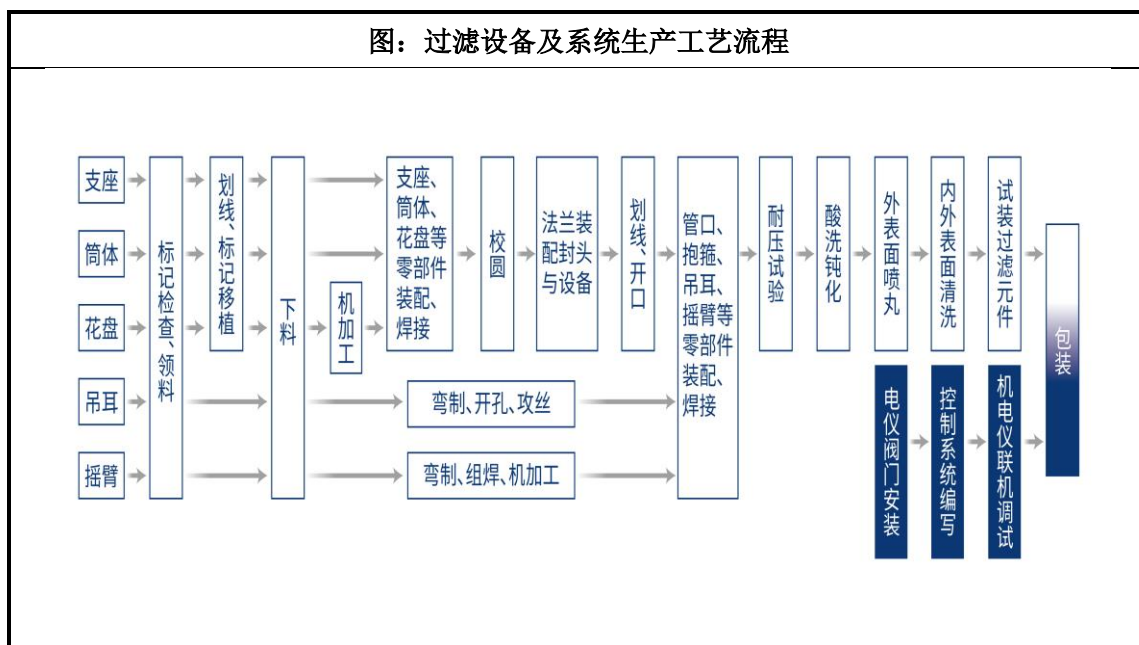 图：过滤设备及系统生产工艺流程
支座
筒体
花盘
吊耳
摇臂
标记检查、领料
划线、标记移植
下料
机加工
支座、
筒体、
花盘等
零部件
装配、
焊接
校圆
法兰装
配封头
与设备
划线、开口
弯制、开孔、攻丝
弯制、组焊、机加工
管口、
抱箍、
吊耳、
摇臂等
零部件
装配、
焊接
耐压试验
酸洗钝化
外表面喷丸
内外表面清洗
试装过滤元件
电仪阀门安装
控制系统编写
机电仪联机调试
包装